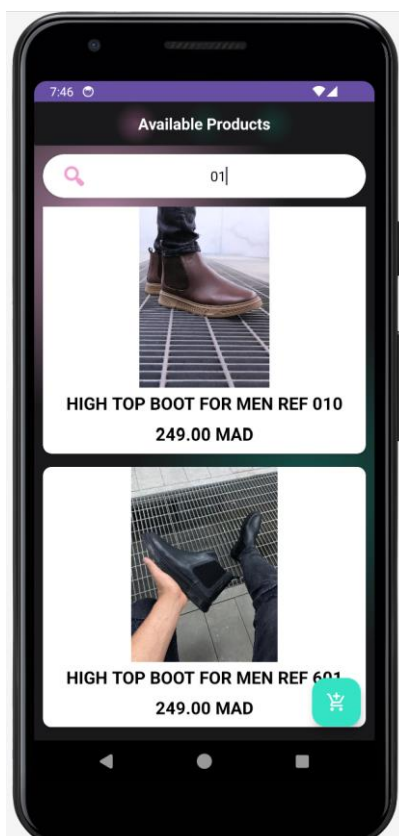 7:46
Available Products
01
HIGH TOP BOOT FOR MEN REF 010
249.00 MAD
HIGH TOP BOOT FOR MEN REF 601
249.00 MAD